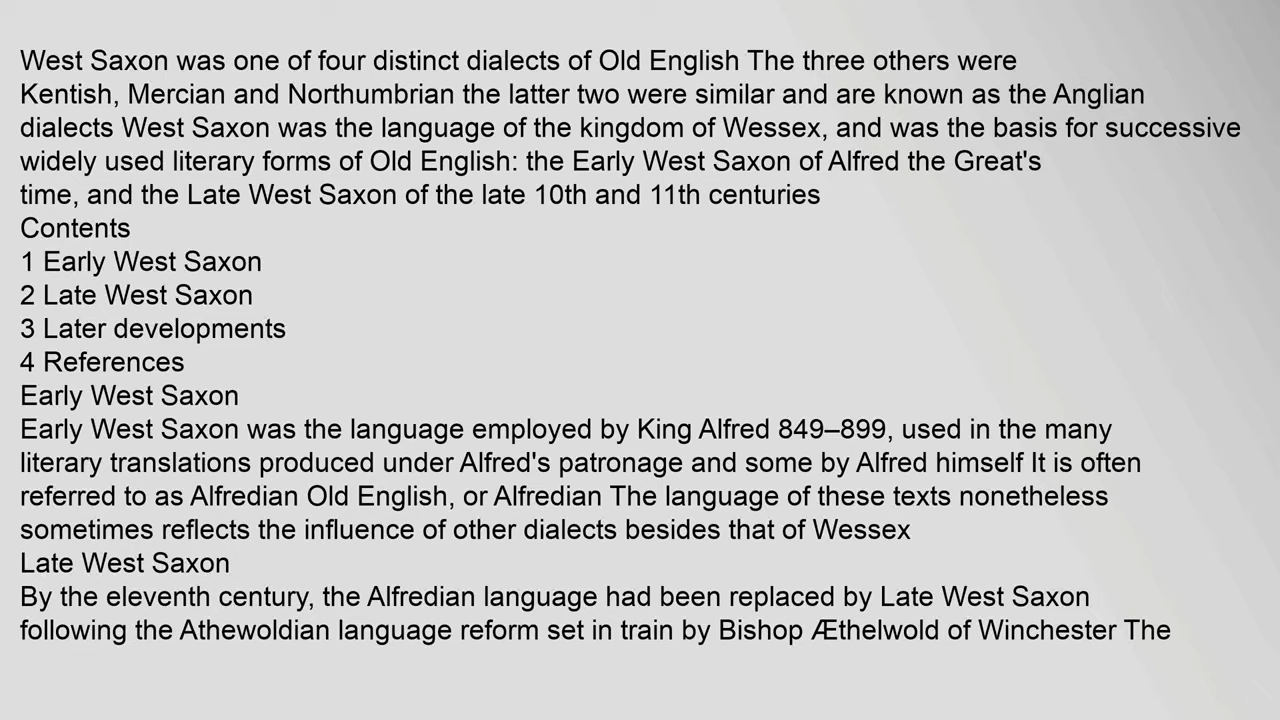 West Saxon was one of four distinct dialects of Old English The three others were
Kentish, Mercian and Northumbrian the latter two were similar and are known as the Anglian
dialects West Saxon was the language of the kingdom of Wessex, and was the basis for successive
widely used literary forms of Old English: the Early West Saxon of Alfred the Great's
time, and the Late West Saxon of the late 10th and 11th centuries
Contents
1 Early West Saxon
2 Late West Saxon
3 Later developments
4 References
Early West Saxon
Early West Saxon was the language employed by King Alfred 849–899, used in the many
literary translations produced under Alfred's patronage and some by Alfred himself It is often
referred to as Alfredian Old English, or Alfredian The language of these texts nonetheless
sometimes reflects the influence of other dialects besides that of Wessex
Late West Saxon
By the eleventh century, the Alfredian language had been replaced by Late West Saxon
following the Athewoldian language reform set in train by Bishop Æthelwold of Winchester The